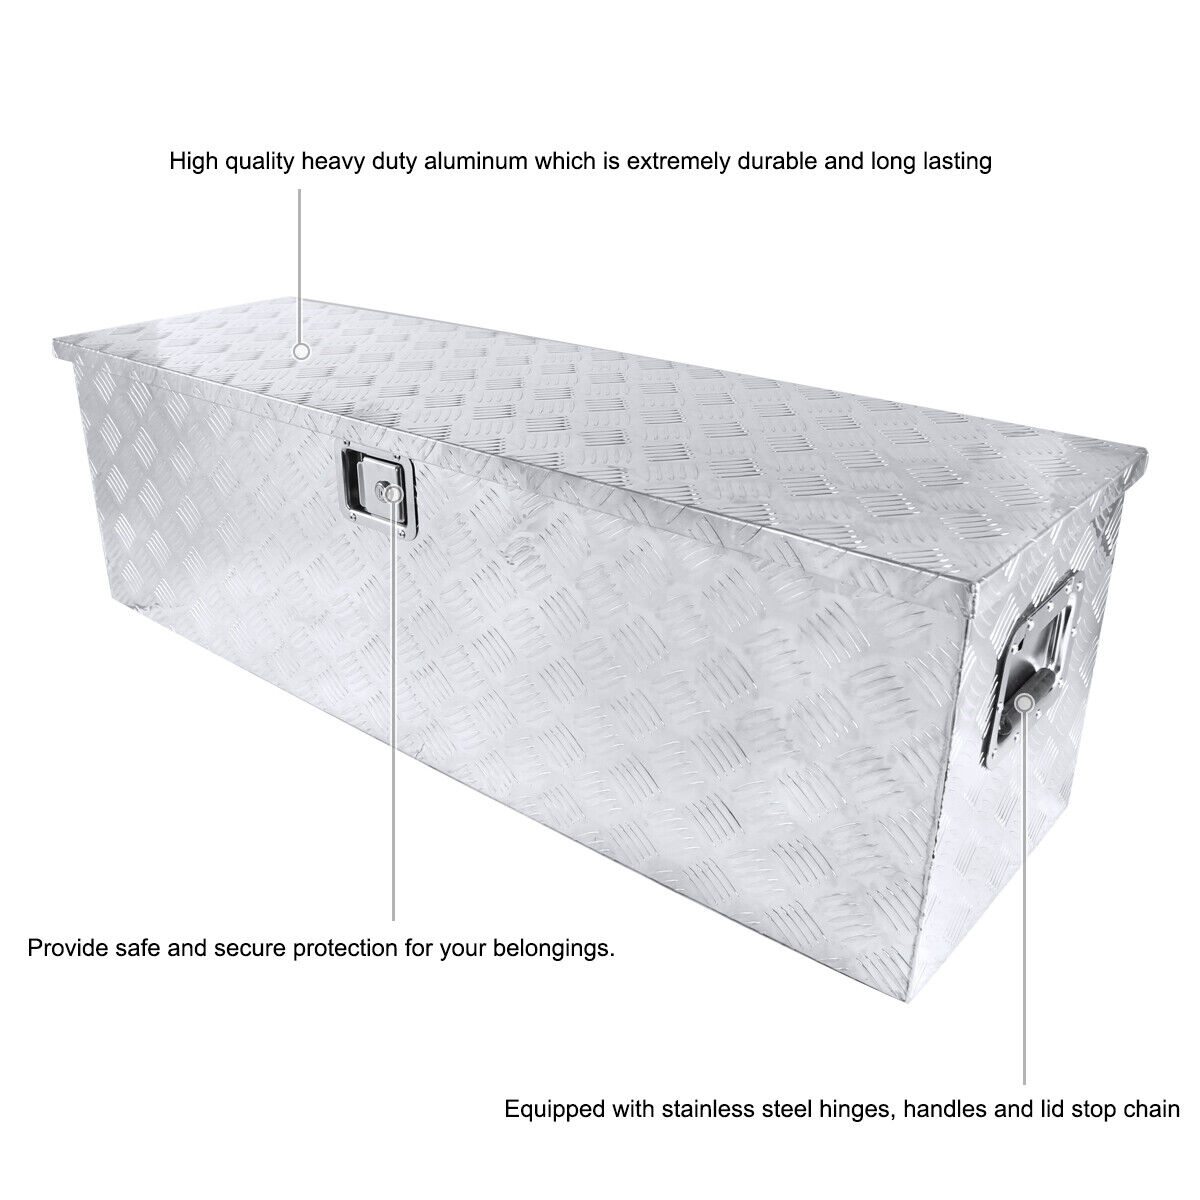 High quality heavy duty aluminum which is extremely durable and long lasting
Provide safe and secure protection for your belongings.
Equipped with stainless steel hinges, handles and lid stop chain